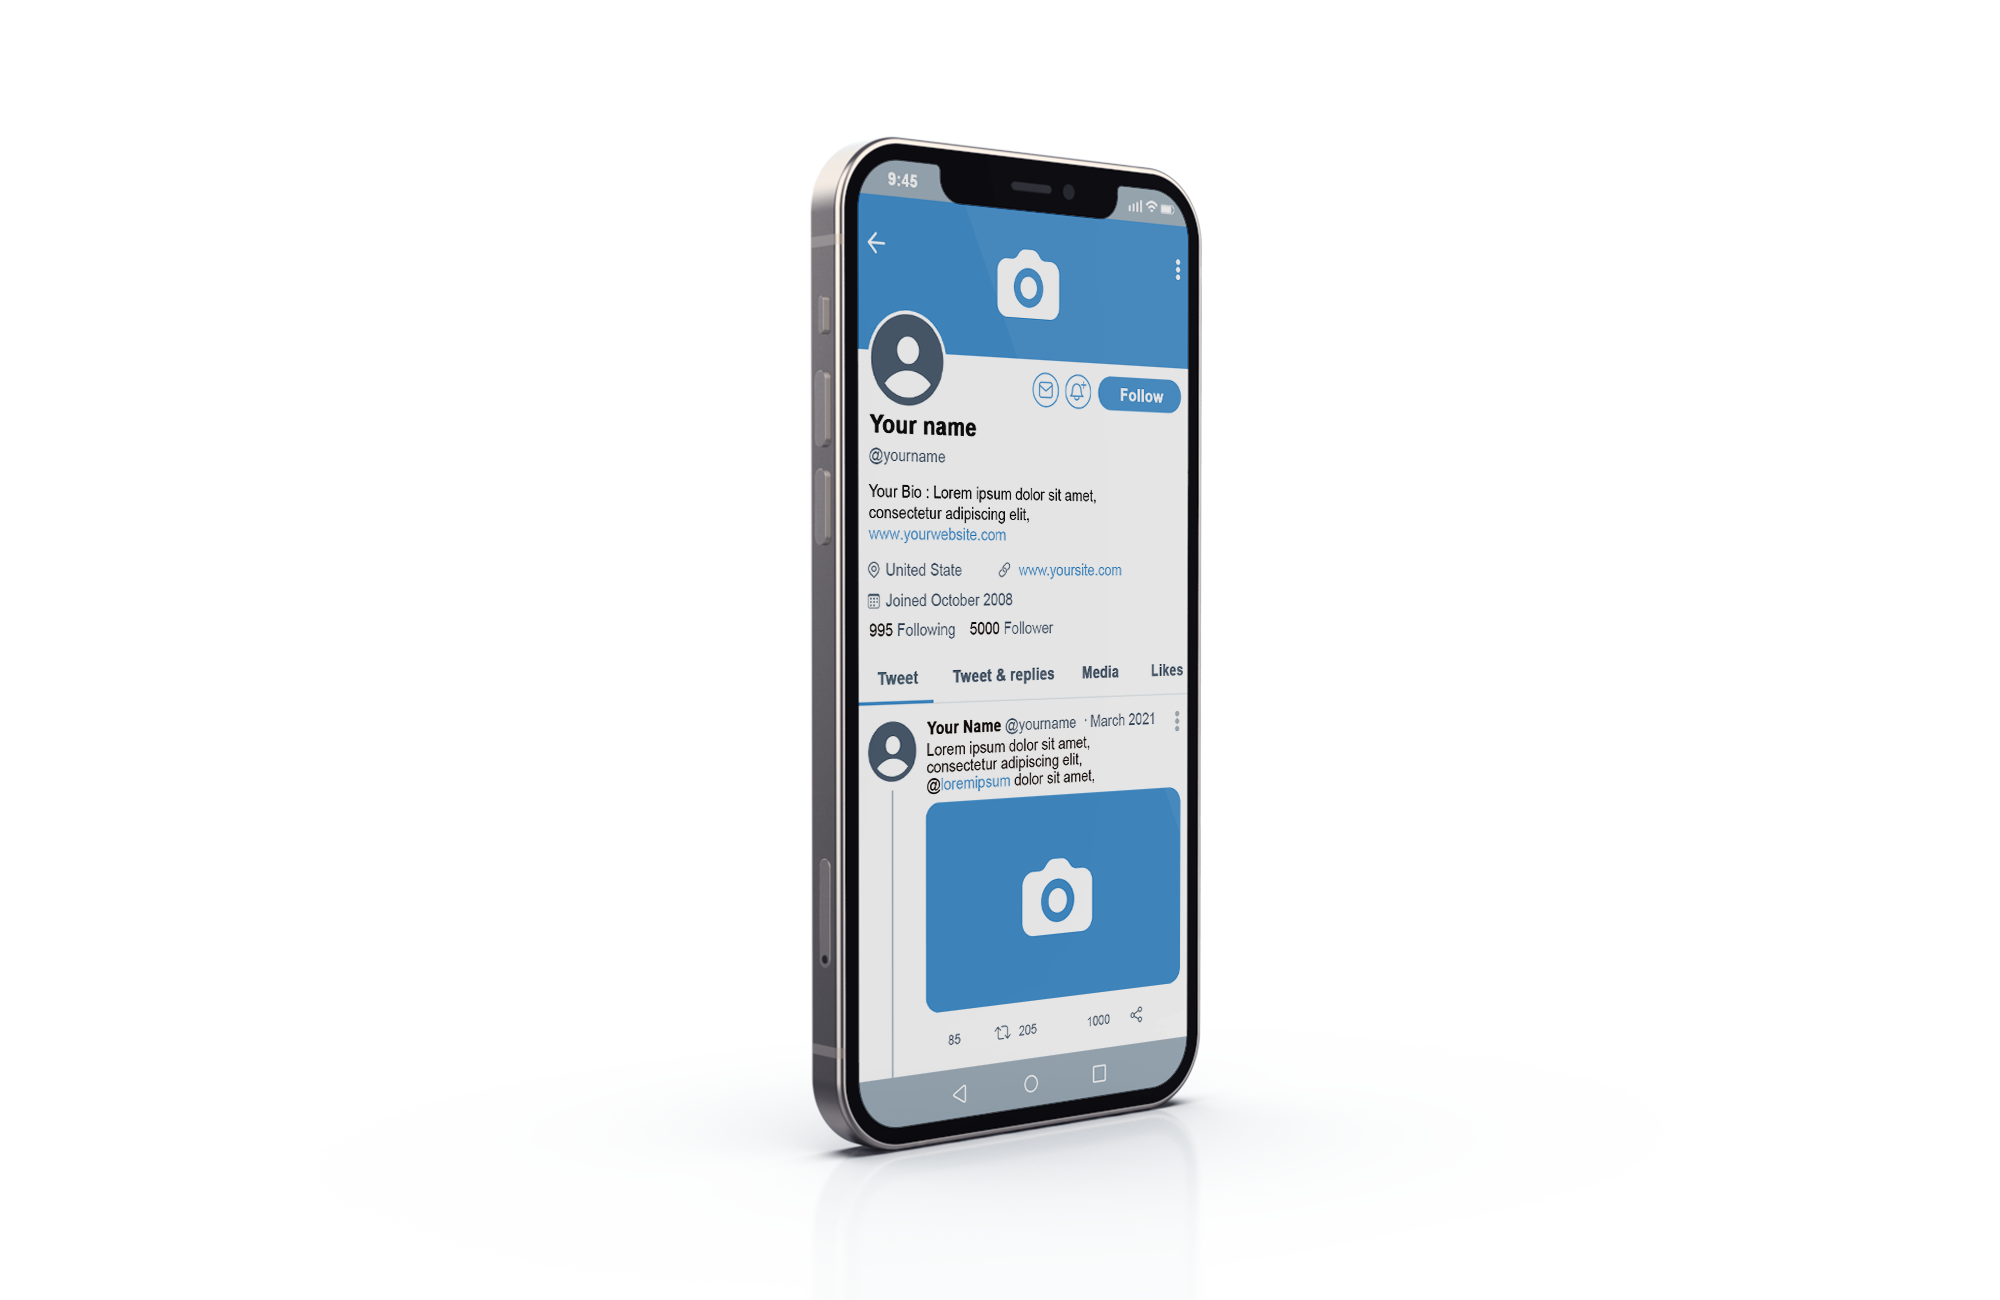 9:45
Follow
Your name
@yourname
Your Bio : Lorem ipsum dolor sit amet,
consectetur adipiscing elit,
www.yourwebsite.com
United State www.yoursite.com
Joined October 2008
995 Following 5000 Follower
Tweet Tweet & replies Media Likes
Your Name @yourname · March 2021
Lorem ipsum dolor sit amet,
consectetur adipiscing elit,
@loremipsum dolor sit amet,
85 205 1000